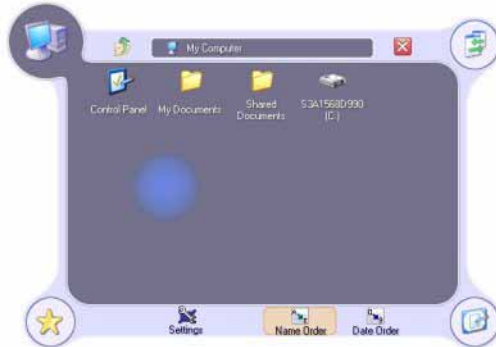 My Computer
Control Panel
My Documents
Shared
Documents
S3A1568D990
(C:)
Settings
Name Order
Date Order